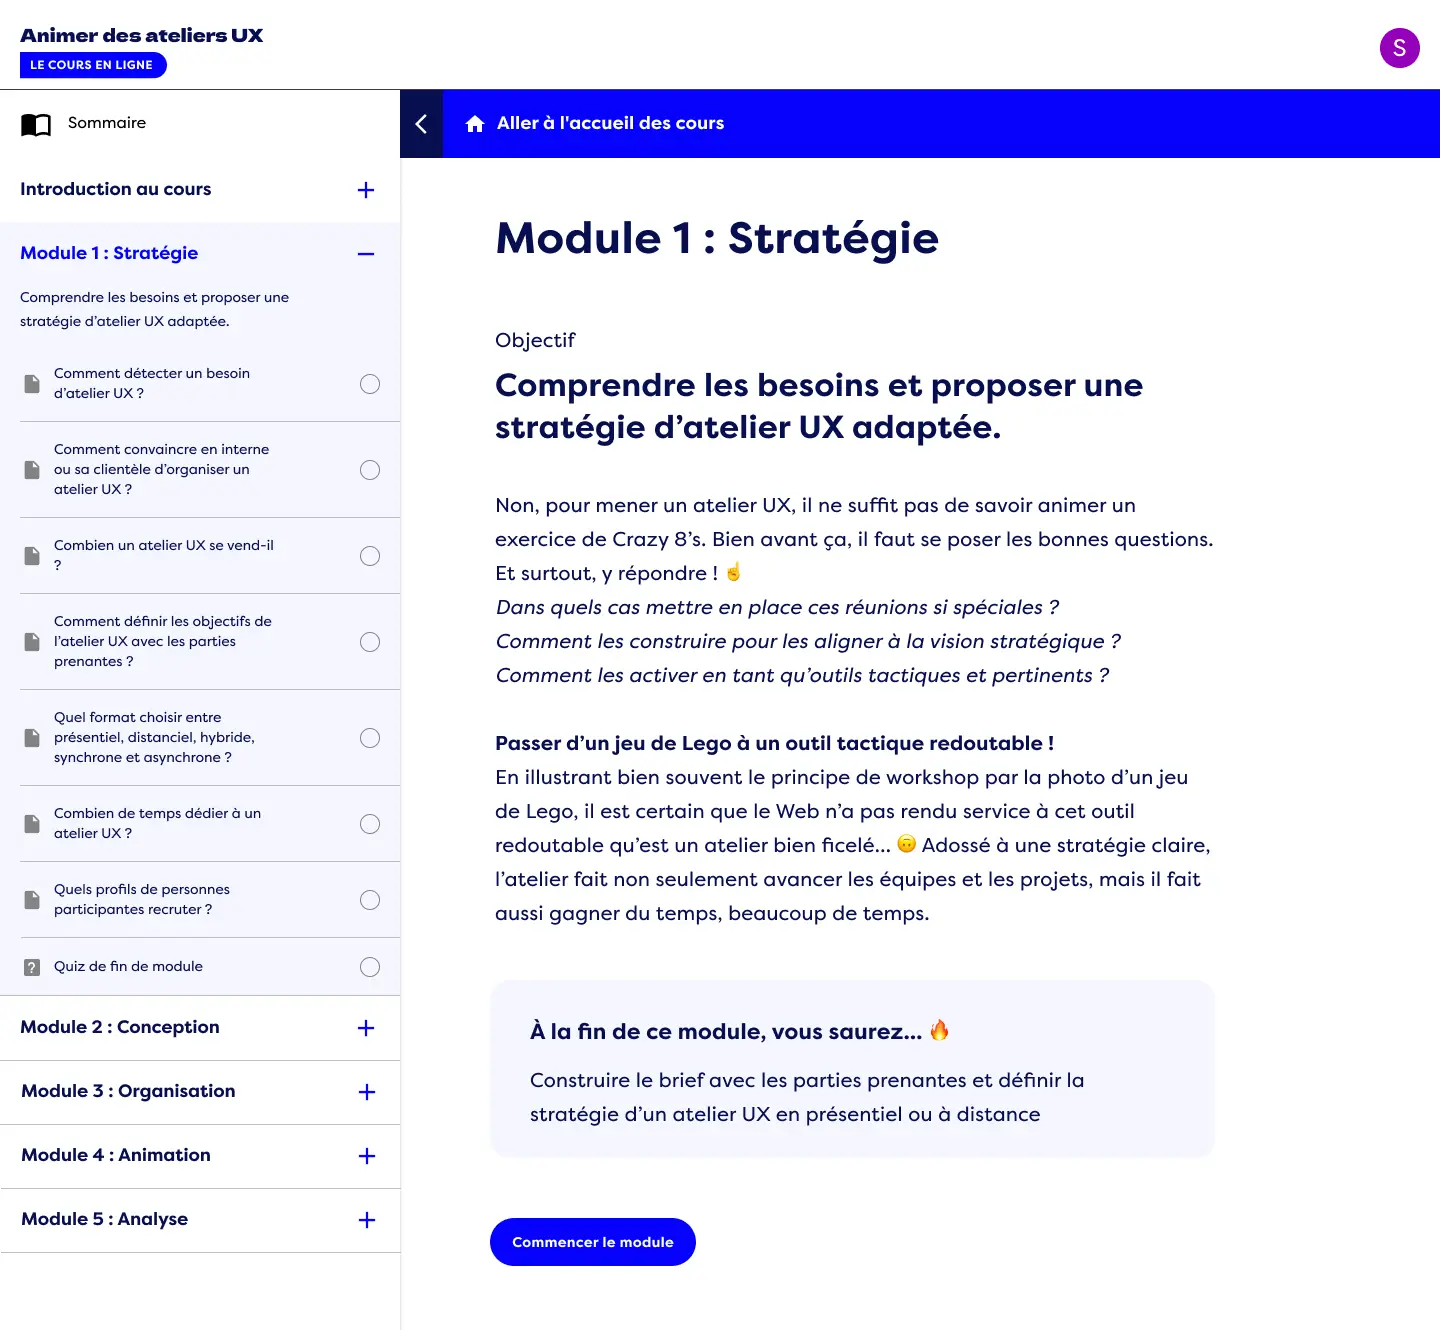 Animer des ateliers UX
LE COURS EN LIGNE
S
Sommaire
Aller à l'accueil des cours
Introduction au cours
Module 1 : Stratégie
Comprendre les besoins et proposer une
stratégie d’atelier UX adaptée.
Comment détecter un besoin
d’atelier UX ?
Comment convaincre en interne
ou sa clientèle d’organiser un
atelier UX ?
Combien un atelier UX se vend-il
?
Comment définir les objectifs de
l’atelier UX avec les parties
prenantes ?
Quel format choisir entre
présentiel, distanciel, hybride,
synchrone et asynchrone ?
Combien de temps dédier à un
atelier UX ?
Quels profils de personnes
participantes recruter ?
Quiz de fin de module
Module 2 : Conception
Module 3 : Organisation
Module 4 : Animation
Module 5 : Analyse
Module 1 : Stratégie
Objectif
Comprendre les besoins et proposer une
stratégie d’atelier UX adaptée.
Non, pour mener un atelier UX, il ne suffit pas de savoir animer un
exercice de Crazy 8’s. Bien avant ça, il faut se poser les bonnes questions.
Et surtout, y répondre ! ☝️
Dans quels cas mettre en place ces réunions si spéciales ?
Comment les construire pour les aligner à la vision stratégique ?
Comment les activer en tant qu’outils tactiques et pertinents ?
Passer d’un jeu de Lego à un outil tactique redoutable !
En illustrant bien souvent le principe de workshop par la photo d’un jeu
de Lego, il est certain que le Web n’a pas rendu service à cet outil
redoutable qu’est un atelier bien ficelé... 🙃 Adossé à une stratégie claire,
l’atelier fait non seulement avancer les équipes et les projets, mais il fait
aussi gagner du temps, beaucoup de temps.
À la fin de ce module, vous saurez... 🔥
Construire le brief avec les parties prenantes et définir la
stratégie d’un atelier UX en présentiel ou à distance
Commencer le module